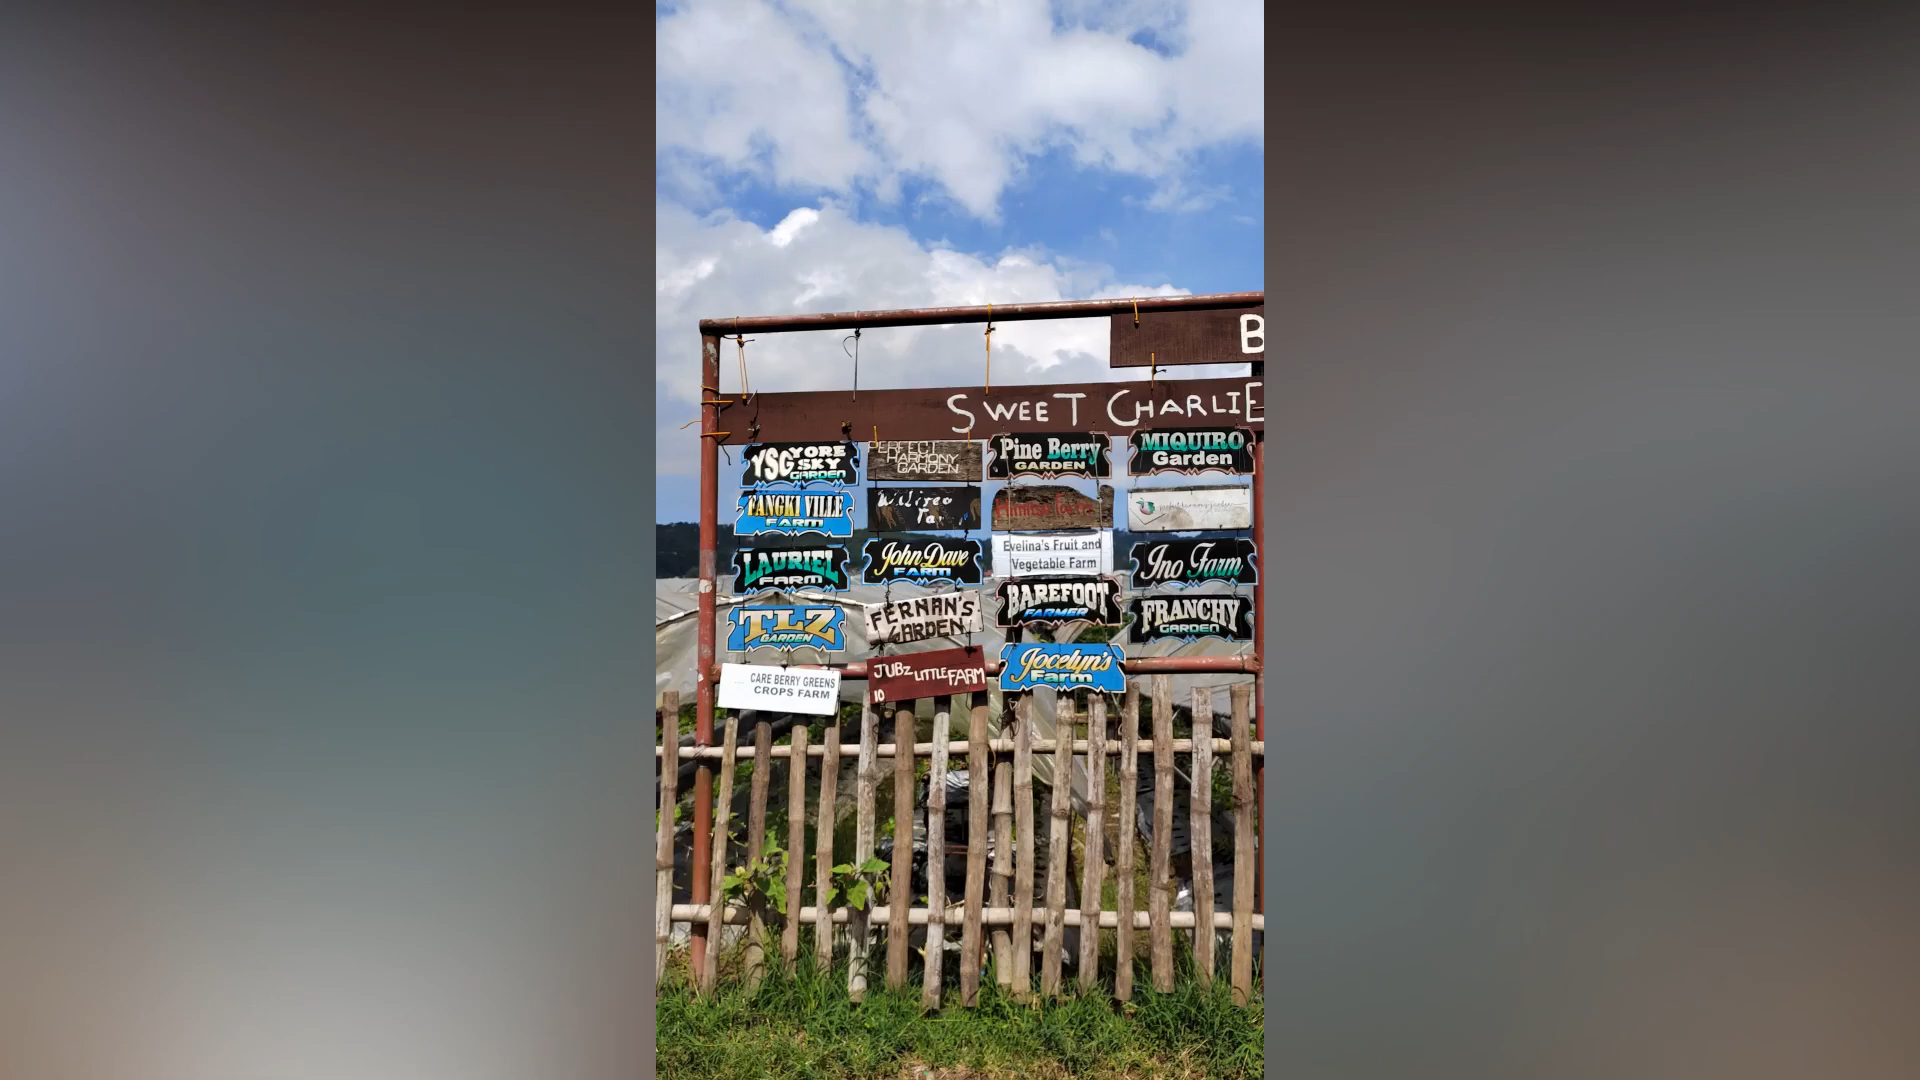 B
SWEET CHARLIE
YSG YORE
SKY
GARDEN
PERFECT
HARMONY
GARDEN
Pine Berry
GARDEN
MIQUIRO
Garden
FANGKI VILLE
FARM
LAURIEL
FARM
John Dave
FARM
Evelina's Fruit and
Vegetable Farm
Ino Farm
TLZ
GARDEN
FERNAN'S
GARDEN
BAREFOOT
FARMER
FRANCHY
GARDEN
CARE BERRY GREENS
CROPS FARM
JUBZ LITTLE FARM
10
Jocelyn's
Farm